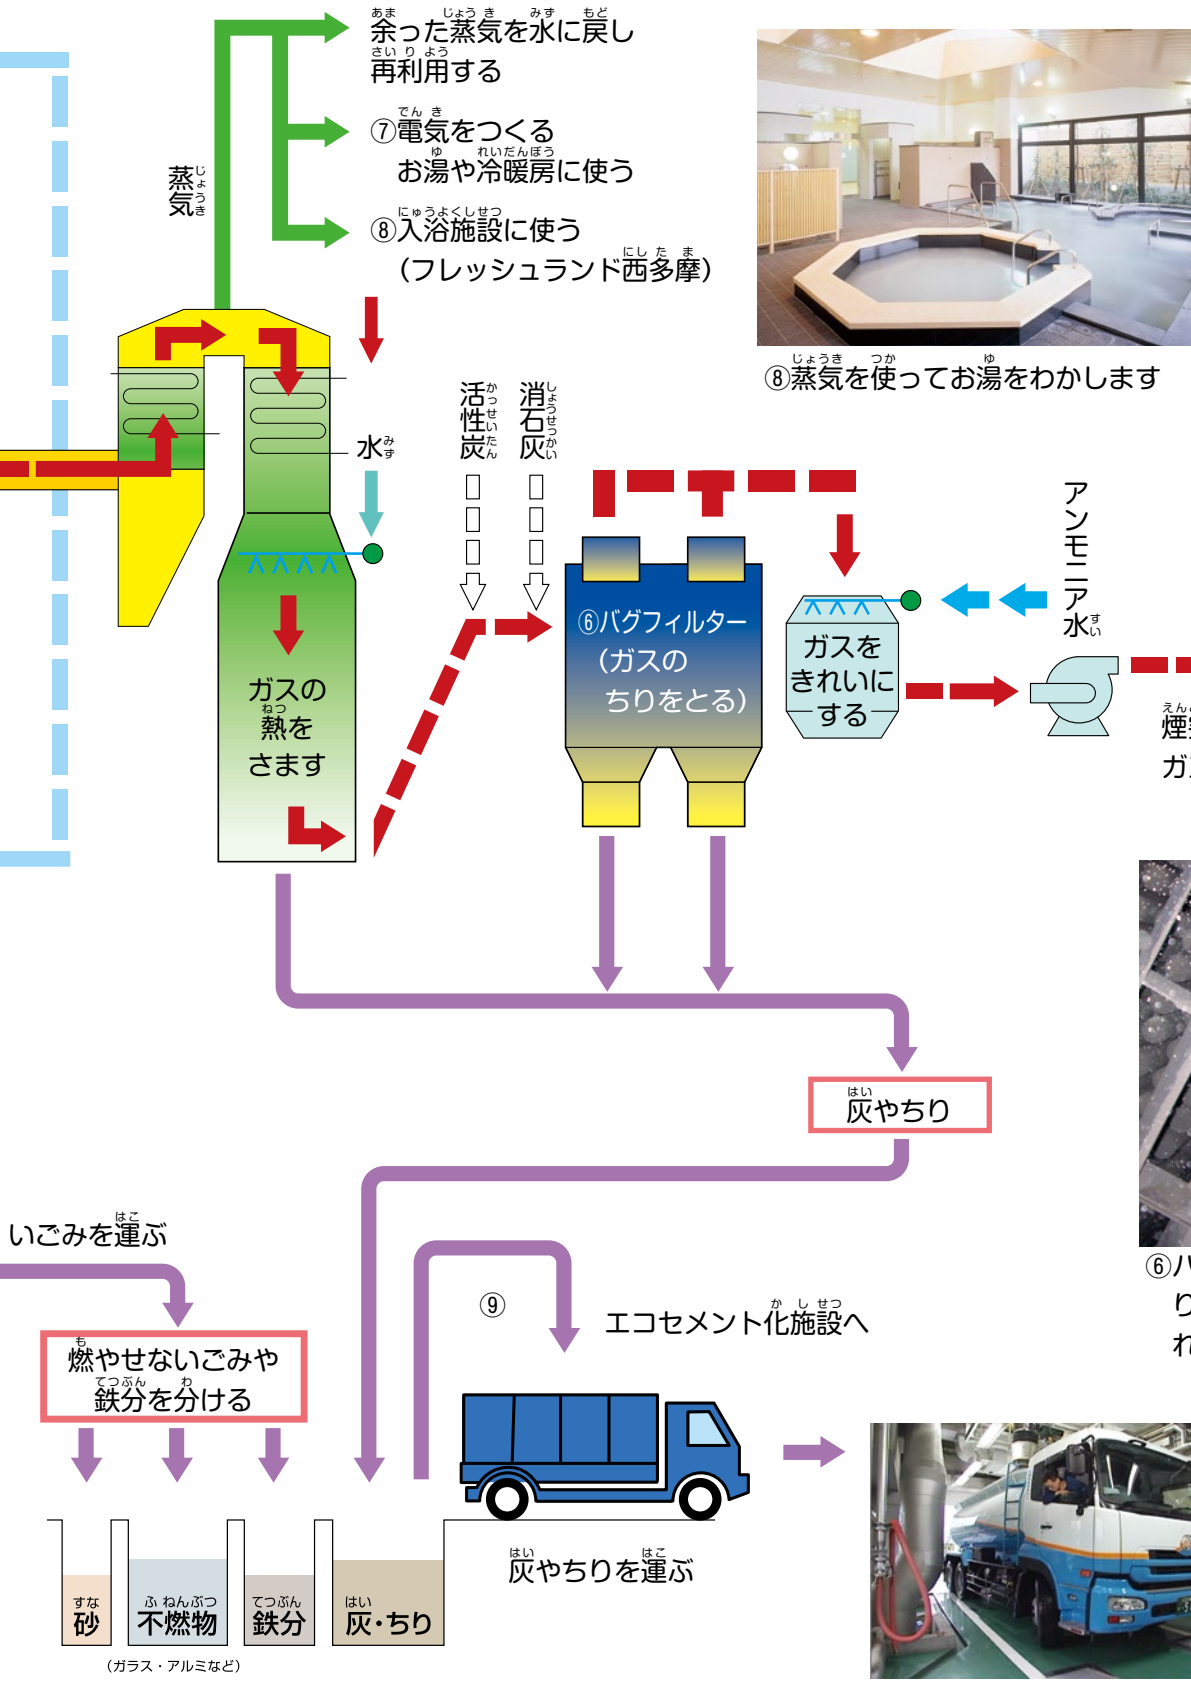 余った蒸気を水に戻し
再利用する
⑦電気をつくる
お湯や冷暖房に使う
⑧入浴施設に使う
（フレッシュランド西多摩）
蒸気
⑧蒸気を使ってお湯をわかします
水
活性炭
消石灰
アンモニア水
⑥バグフィルター
（ガスの
ちりをとる）
ガスを
きれいに
する
ガスの
熱を
さます
煙
ガ
灰やちり
いごみを運ぶ
⑨
エコセメント化施設へ
燃やせないごみや
鉄分を分ける
⑥バ
り
れ
灰やちりを運ぶ
砂
不燃物
鉄分
灰・ちり
（ガラス・アルミなど）